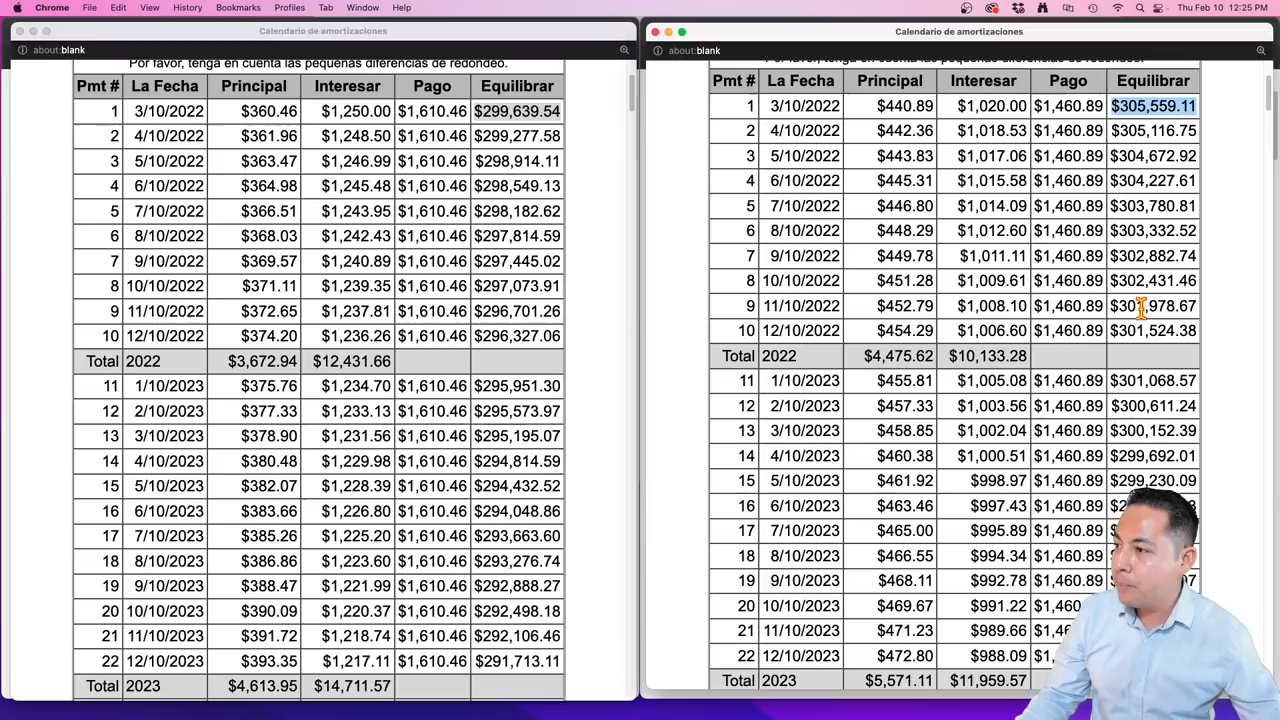 Chrome File Edit View History Bookmarks Profiles Tab Window Help Thu Feb 10 12:25 PM
Calendario de amortizaciones
about:blank
Por favor, tenga en cuenta las pequeñas diferencias de redondeo.
Pmt # La Fecha Principal Interesar Pago Equilibrar
1 3/10/2022 $360.46 $1,250.00 $1,610.46 $299,639.54
2 4/10/2022 $361.96 $1,248.50 $1,610.46 $299,277.58
3 5/10/2022 $363.47 $1,246.99 $1,610.46 $298,914.11
4 6/10/2022 $364.98 $1,245.48 $1,610.46 $298,549.13
5 7/10/2022 $366.51 $1,243.95 $1,610.46 $298,182.62
6 8/10/2022 $368.03 $1,242.43 $1,610.46 $297,814.59
7 9/10/2022 $369.57 $1,240.89 $1,610.46 $297,445.02
8 10/10/2022 $371.11 $1,239.35 $1,610.46 $297,073.91
9 11/10/2022 $372.65 $1,237.81 $1,610.46 $296,701.26
10 12/10/2022 $374.20 $1,236.26 $1,610.46 $296,327.06
Total 2022 $3,672.94 $12,431.66
11 1/10/2023 $375.76 $1,234.70 $1,610.46 $295,951.30
12 2/10/2023 $377.33 $1,233.13 $1,610.46 $295,573.97
13 3/10/2023 $378.90 $1,231.56 $1,610.46 $295,195.07
14 4/10/2023 $380.48 $1,229.98 $1,610.46 $294,814.59
15 5/10/2023 $382.07 $1,228.39 $1,610.46 $294,432.52
16 6/10/2023 $383.66 $1,226.80 $1,610.46 $294,048.86
17 7/10/2023 $385.26 $1,225.20 $1,610.46 $293,663.60
18 8/10/2023 $386.86 $1,223.60 $1,610.46 $293,276.74
19 9/10/2023 $388.47 $1,221.99 $1,610.46 $292,888.27
20 10/10/2023 $390.09 $1,220.37 $1,610.46 $292,498.18
21 11/10/2023 $391.72 $1,218.74 $1,610.46 $292,106.46
22 12/10/2023 $393.35 $1,217.11 $1,610.46 $291,713.11
Total 2023 $4,613.95 $14,711.57
Calendario de amortizaciones
about:blank
Por favor, tenga en cuenta las pequeñas diferencias de redondeo.
Pmt # La Fecha Principal Interesar Pago Equilibrar
1 3/10/2022 $440.89 $1,020.00 $1,460.89 $305,559.11
2 4/10/2022 $442.36 $1,018.53 $1,460.89 $305,116.75
3 5/10/2022 $443.83 $1,017.06 $1,460.89 $304,672.92
4 6/10/2022 $445.31 $1,015.58 $1,460.89 $304,227.61
5 7/10/2022 $446.80 $1,014.09 $1,460.89 $303,780.81
6 8/10/2022 $448.29 $1,012.60 $1,460.89 $303,332.52
7 9/10/2022 $449.78 $1,011.11 $1,460.89 $302,882.74
8 10/10/2022 $451.28 $1,009.61 $1,460.89 $302,431.46
9 11/10/2022 $452.79 $1,008.10 $1,460.89 $301,978.67
10 12/10/2022 $454.29 $1,006.60 $1,460.89 $301,524.38
Total 2022 $4,475.62 $10,133.28
11 1/10/2023 $455.81 $1,005.08 $1,460.89 $301,068.57
12 2/10/2023 $457.33 $1,003.56 $1,460.89 $300,611.24
13 3/10/2023 $458.85 $1,002.04 $1,460.89 $300,152.39
14 4/10/2023 $460.38 $1,000.51 $1,460.89 $299,692.01
15 5/10/2023 $461.92 $998.97 $1,460.89 $299,230.09
16 6/10/2023 $463.46 $997.43 $1,460.89
17 7/10/2023 $465.00 $995.89 $1,460.89
18 8/10/2023 $466.55 $994.34 $1,460.89
19 9/10/2023 $468.11 $992.78 $1,460.89
20 10/10/2023 $469.67 $991.22
21 11/10/2023 $471.23 $989.66
22 12/10/2023 $472.80 $988.09
Total 2023 $5,571.11 $11,959.57